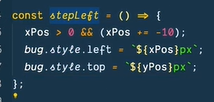 const stepLeft = () => {
xPos > 0 && (xPos += -10);
bug.style.left = `${xPos}px`;
bug.style.top = `${yPos}px`;
};